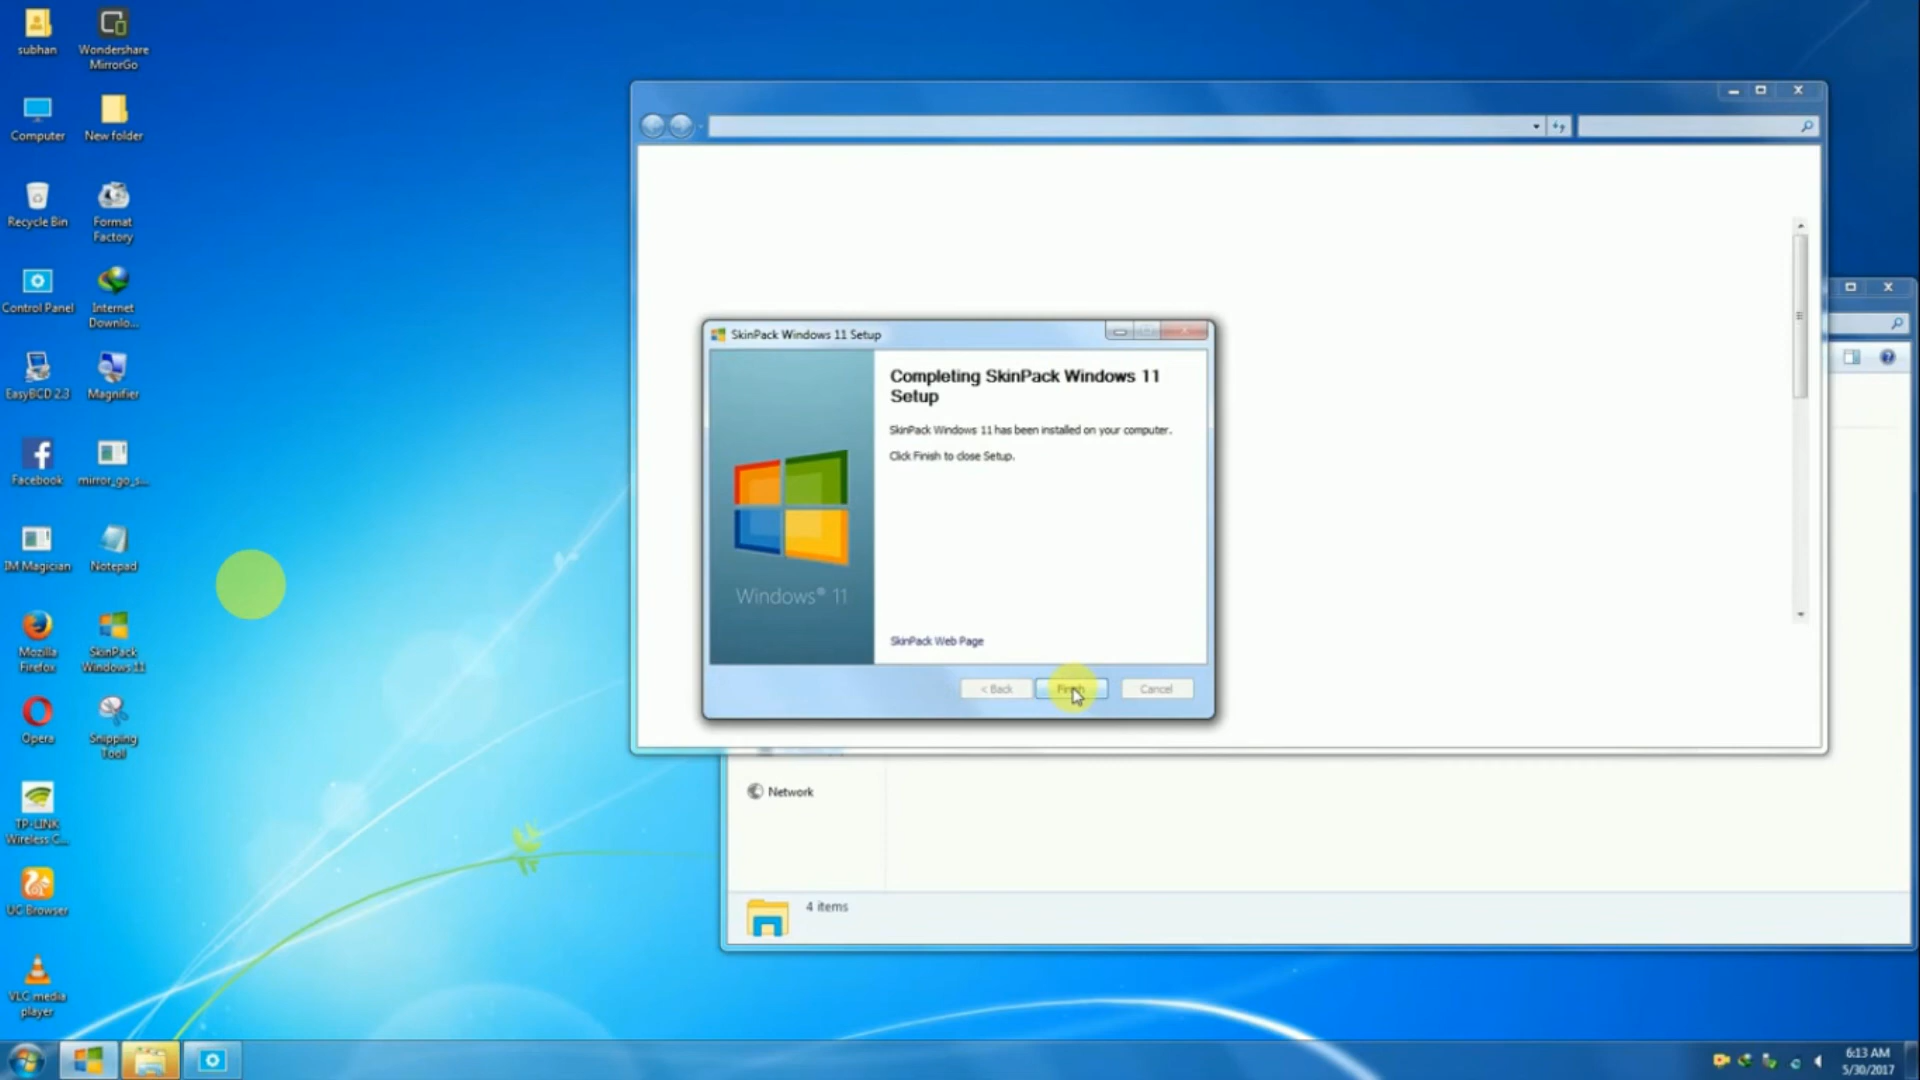 subhan
Wondershare
MirrorGo
Computer
New folder
Recycle Bin
Format
Factory
Control Panel
Internet
Downlo...
EasyBCD 2.3
Magnifier
Facebook
mirror_go_s...
IM Magician
Notepad
Mozilla
Firefox
SkinPack
Windows 11
Opera
Snipping
Tool
TP-LINK
Wireless C...
UC Browser
VLC media
player
SkinPack Windows 11 Setup
Completing SkinPack Windows 11
Setup
SkinPack Windows 11 has been installed on your computer.
Click Finish to close Setup.
Windows® 11
SkinPack Web Page
< Back
Finish
Cancel
Network
4 items
6:13 AM
5/30/2017